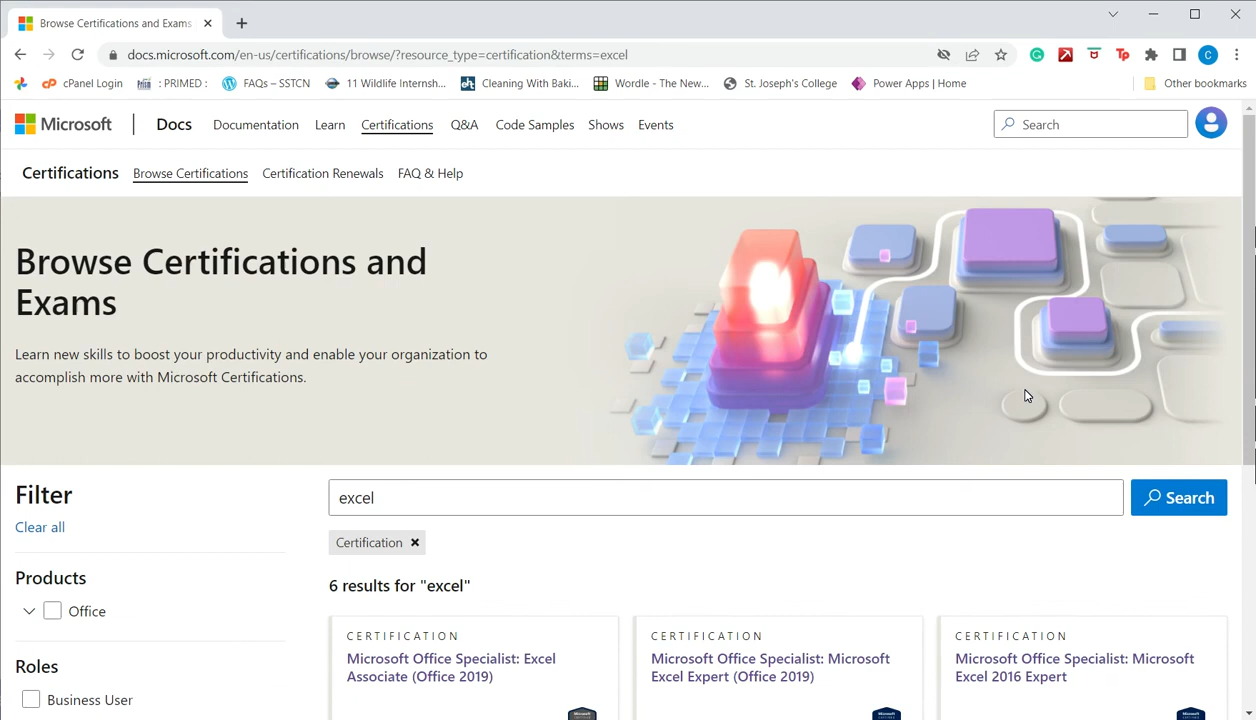 Browse Certifications and Exams
docs.microsoft.com/en-us/certifications/browse/?resource_type=certification&terms=excel
C
cPanel Login
: PRIMED :
FAQs – SSTCN
11 Wildlife Internsh...
Cleaning With Baki...
Wordle - The New...
St. Joseph's College
Power Apps | Home
Other bookmarks
Microsoft
Docs
Documentation
Learn
Certifications
Q&A
Code Samples
Shows
Events
Search
Certifications
Browse Certifications
Certification Renewals
FAQ & Help
Browse Certifications and
Exams
Learn new skills to boost your productivity and enable your organization to
accomplish more with Microsoft Certifications.
Filter
Clear all
Products
Office
Roles
Business User
excel
Search
Certification
6 results for "excel"
CERTIFICATION
Microsoft Office Specialist: Excel
Associate (Office 2019)
CERTIFICATION
Microsoft Office Specialist: Microsoft
Excel Expert (Office 2019)
CERTIFICATION
Microsoft Office Specialist: Microsoft
Excel 2016 Expert